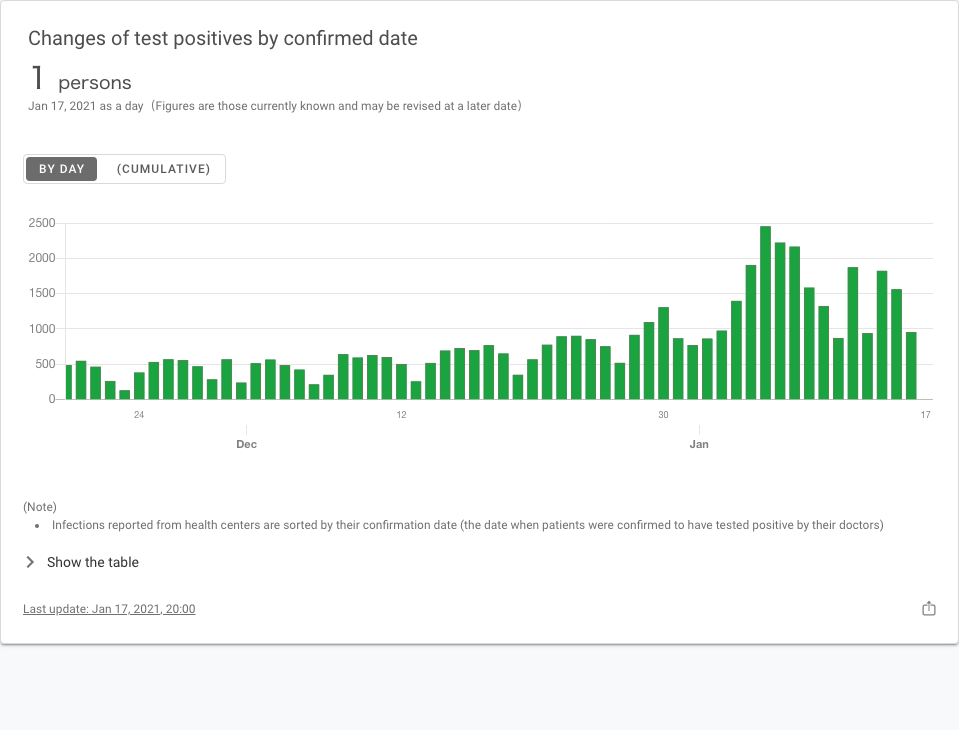 Changes of test positives by confirmed date
1 persons
Jan 17, 2021 as a day（Figures are those currently known and may be revised at a later date）
BY DAY (CUMULATIVE)
2500
2000
1500
1000
500
0
24 12 30 17
Dec Jan
(Note)
• Infections reported from health centers are sorted by their confirmation date (the date when patients were confirmed to have tested positive by their doctors)
Show the table
Last update: Jan 17, 2021, 20:00